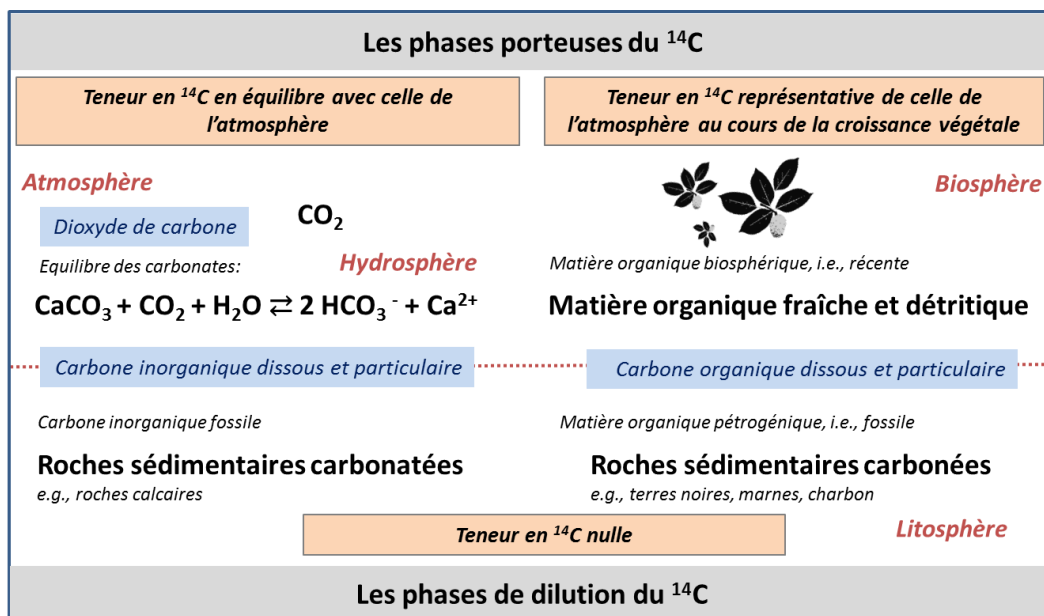 Les phases porteuses du ¹⁴C
Teneur en ¹⁴C en équilibre avec celle de
l'atmosphère
Teneur en ¹⁴C représentative de celle de
l'atmosphère au cours de la croissance végétale
Atmosphère
Biosphère
Dioxyde de carbone
CO₂
Equilibre des carbonates:
Hydrosphère
Matière organique biosphérique, i.e., récente
CaCO₃ + CO₂ + H₂O ⇄ 2 HCO₃⁻ + Ca²⁺
Matière organique fraîche et détritique
Carbone inorganique dissous et particulaire
Carbone organique dissous et particulaire
Carbone inorganique fossile
Matière organique pétrogénique, i.e., fossile
Roches sédimentaires carbonatées
Roches sédimentaires carbonées
e.g., roches calcaires
e.g., terres noires, marnes, charbon
Teneur en ¹⁴C nulle
Litosphère
Les phases de dilution du ¹⁴C